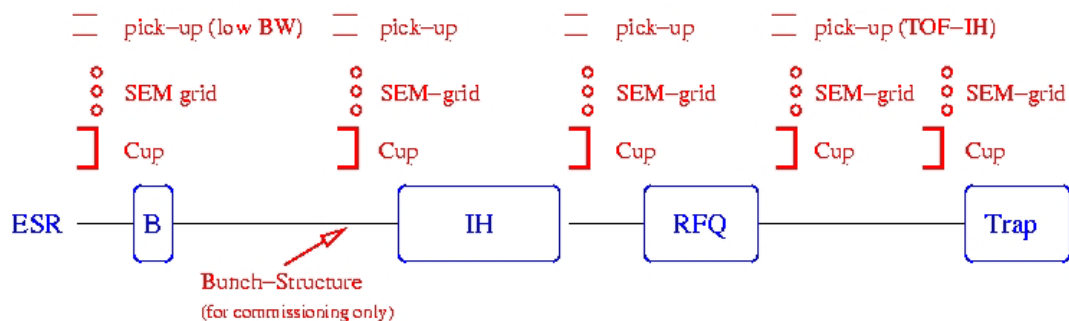 pick-up (low BW) pick-up pick-up pick-up (TOF-IH)
SEM grid SEM-grid SEM-grid SEM-grid SEM-grid
Cup Cup Cup Cup Cup
ESR B IH RFQ Trap
Bunch-Structure
(for commissioning only)